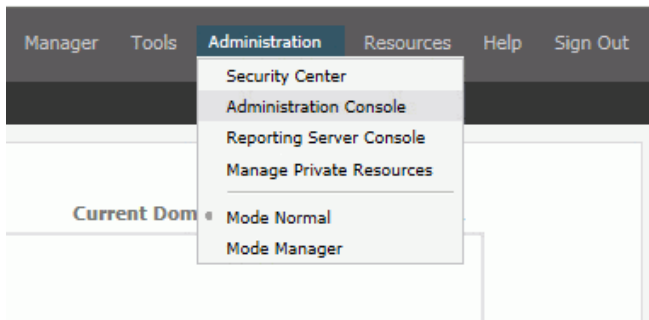 Manager Tools Administration Resources Help Sign Out
Security Center
Administration Console
Reporting Server Console
Manage Private Resources
Current Dom
Mode Normal
Mode Manager